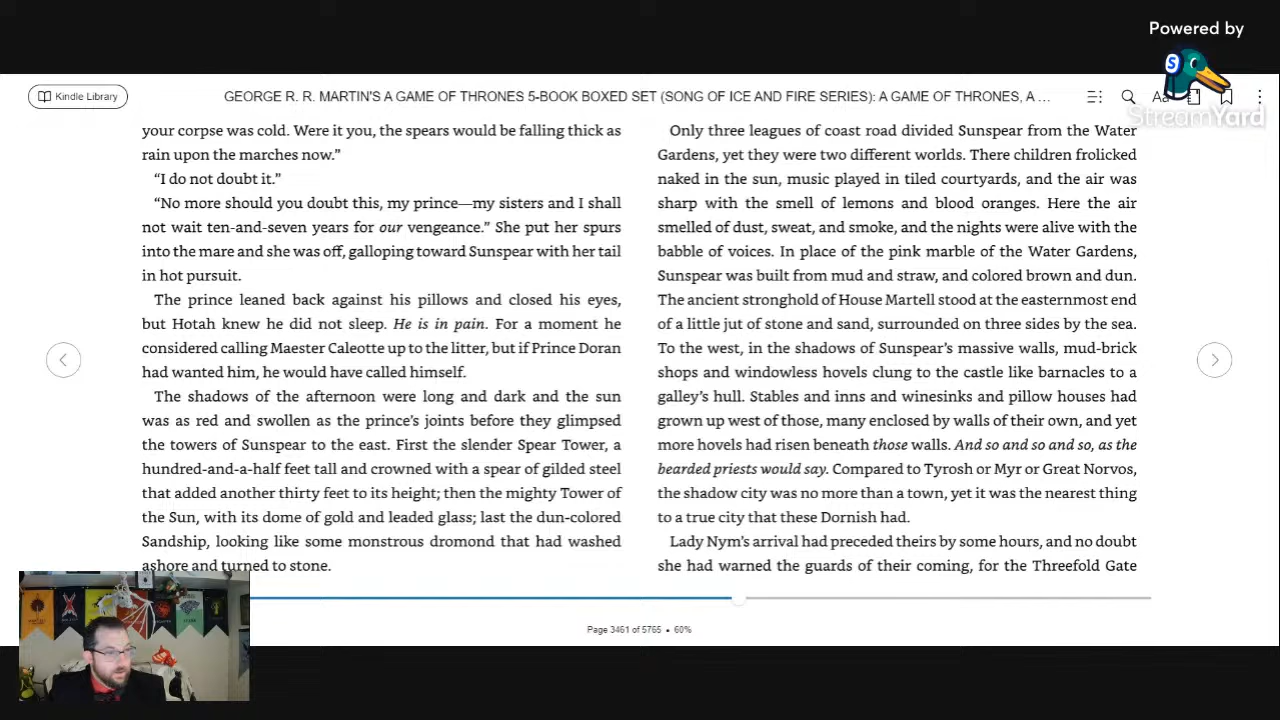 Powered by
StreamYard
Kindle Library
GEORGE R. R. MARTIN'S A GAME OF THRONES 5-BOOK BOXED SET (SONG OF ICE AND FIRE SERIES): A GAME OF THRONES, A ...
Aa
your corpse was cold. Were it you, the spears would be falling thick as
rain upon the marches now.”
“I do not doubt it.”
“No more should you doubt this, my prince—my sisters and I shall
not wait ten-and-seven years for our vengeance.” She put her spurs
into the mare and she was off, galloping toward Sunspear with her tail
in hot pursuit.
The prince leaned back against his pillows and closed his eyes,
but Hotah knew he did not sleep. He is in pain. For a moment he
considered calling Maester Caleotte up to the litter, but if Prince Doran
had wanted him, he would have called himself.
The shadows of the afternoon were long and dark and the sun
was as red and swollen as the prince’s joints before they glimpsed
the towers of Sunspear to the east. First the slender Spear Tower, a
hundred-and-a-half feet tall and crowned with a spear of gilded steel
that added another thirty feet to its height; then the mighty Tower of
the Sun, with its dome of gold and leaded glass; last the dun-colored
Sandship, looking like some monstrous dromond that had washed
ashore and turned to stone.
Only three leagues of coast road divided Sunspear from the Water
Gardens, yet they were two different worlds. There children frolicked
naked in the sun, music played in tiled courtyards, and the air was
sharp with the smell of lemons and blood oranges. Here the air
smelled of dust, sweat, and smoke, and the nights were alive with the
babble of voices. In place of the pink marble of the Water Gardens,
Sunspear was built from mud and straw, and colored brown and dun.
The ancient stronghold of House Martell stood at the easternmost end
of a little jut of stone and sand, surrounded on three sides by the sea.
To the west, in the shadows of Sunspear’s massive walls, mud-brick
shops and windowless hovels clung to the castle like barnacles to a
galley’s hull. Stables and inns and winesinks and pillow houses had
grown up west of those, many enclosed by walls of their own, and yet
more hovels had risen beneath those walls. And so and so and so, as the
bearded priests would say. Compared to Tyrosh or Myr or Great Norvos,
the shadow city was no more than a town, yet it was the nearest thing
to a true city that these Dornish had.
Lady Nym’s arrival had preceded theirs by some hours, and no doubt
she had warned the guards of their coming, for the Threefold Gate
Page 3461 of 5765 • 60%